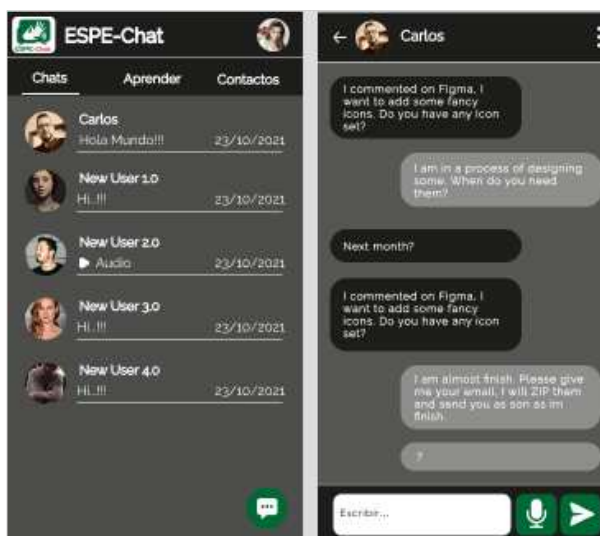 ESPE-Chat
ESPE-Chat
Chats Aprender Contactos
Carlos
Hola Mundo!!! 23/10/2021
New User 1.0
Hi..!!! 23/10/2021
New User 2.0
Audio 23/10/2021
New User 3.0
Hi..!!! 23/10/2021
New User 4.0
Hi..!!! 23/10/2021
Carlos
I commented on Figma, I
want to add some fancy
icons. Do you have any icon
set?
I am in a process of designing
some. When do you need
them?
Next month?
I commented on Figma, I
want to add some fancy
icons. Do you have any icon
set?
I am almost finish. Please give
me your email, I will ZIP them
and send you as son as im
finish.
?
Escribir...